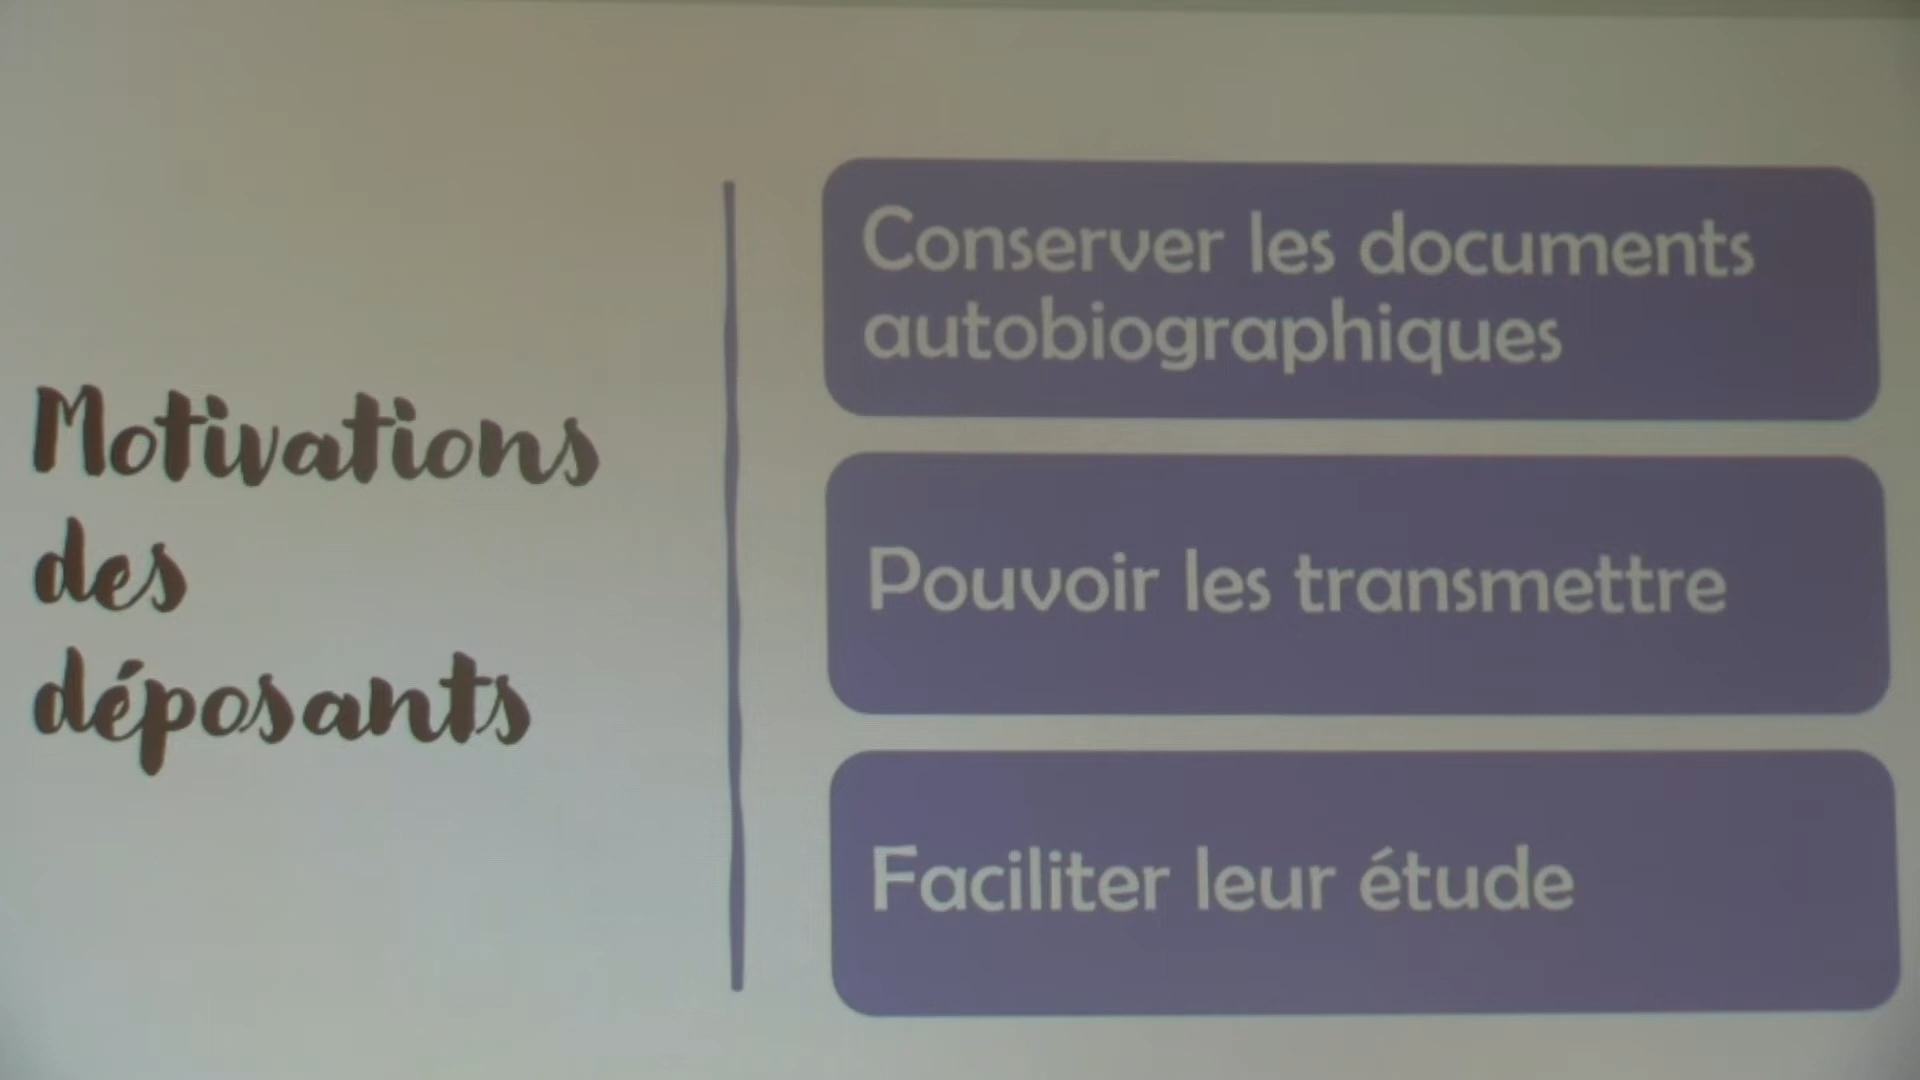 Motivations
des
déposants
Conserver les documents
autobiographiques
Pouvoir les transmettre
Faciliter leur étude